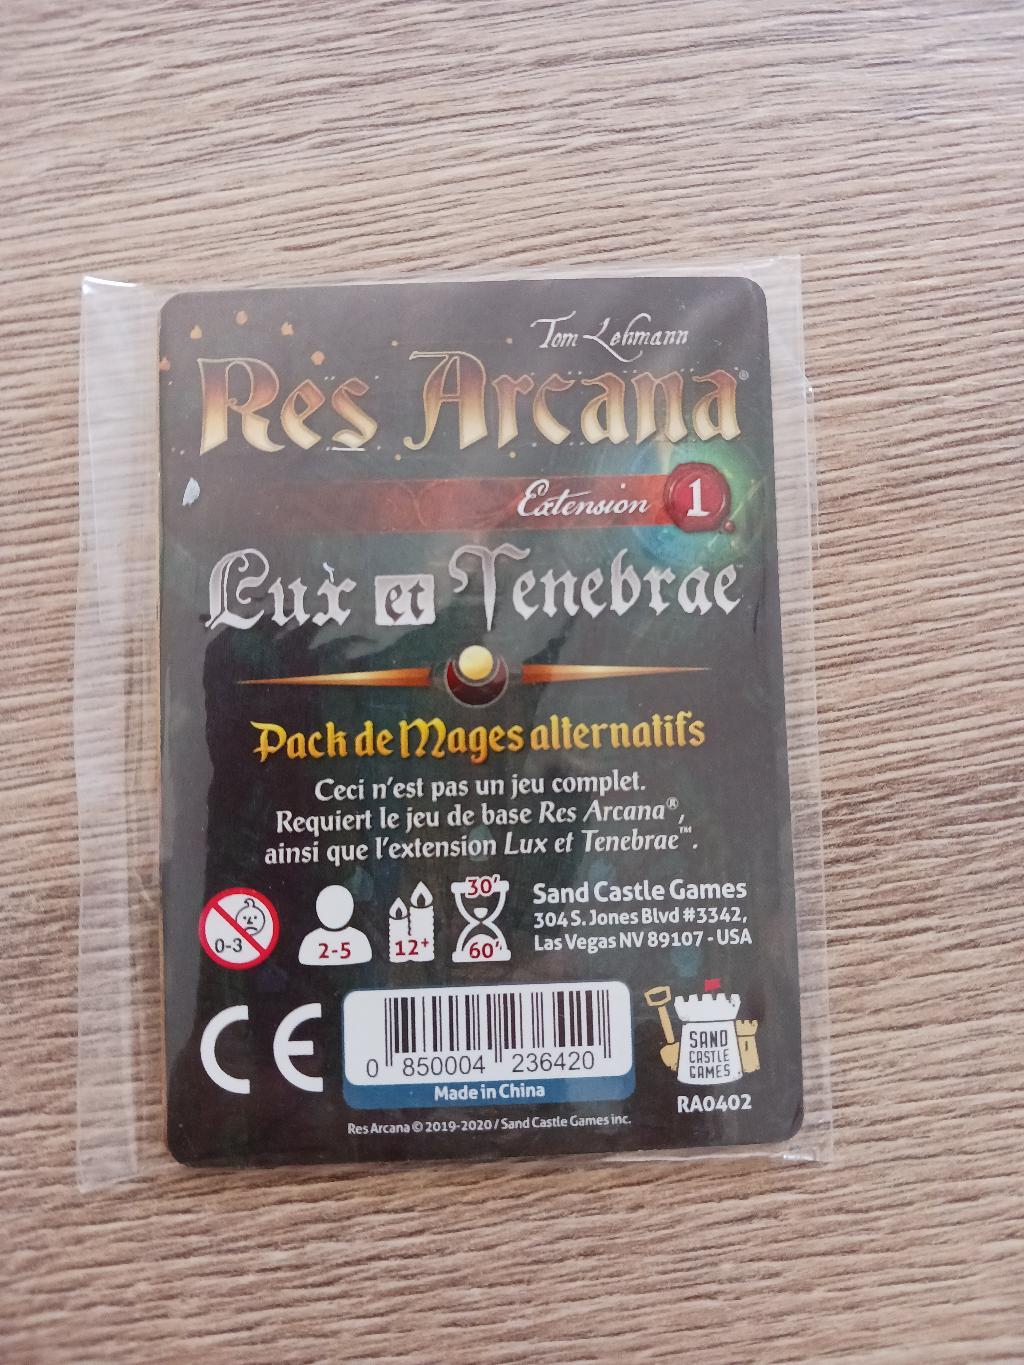 Tom Lehmann
Res Arcana®
Extension 1
Lux et Tenebrae™
Pack de Mages alternatifs
Ceci n'est pas un jeu complet.
Requiert le jeu de base Res Arcana®,
ainsi que l'extension Lux et Tenebrae™.
0-3
2-5
12+
30'
60'
Sand Castle Games
304 S. Jones Blvd #3342,
Las Vegas NV 89107 - USA
CE
0 850004 236420
Made in China
SAND
CASTLE
GAMES
RA0402
Res Arcana © 2019-2020 / Sand Castle Games inc.